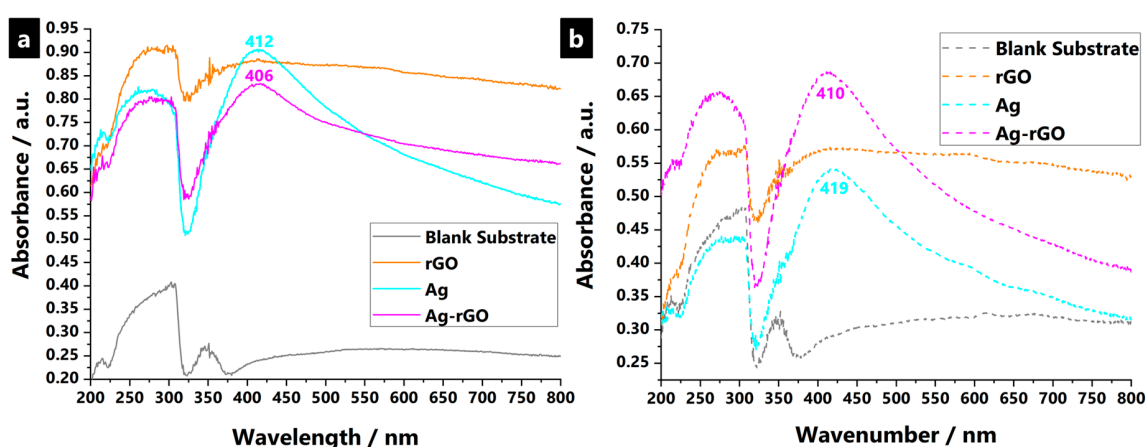 a
Absorbance / a.u.
0.95
0.90
0.85
0.80
0.75
0.70
0.65
0.60
0.55
0.50
0.45
0.40
0.35
0.30
0.25
0.20
412
406
Blank Substrate
rGO
Ag
Ag-rGO
200 250 300 350 400 450 500 550 600 650 700 750 800
Wavelength / nm
b
Absorbance / a.u.
0.75
0.70
0.65
0.60
0.55
0.50
0.45
0.40
0.35
0.30
0.25
410
419
Blank Substrate
rGO
Ag
Ag-rGO
200 250 300 350 400 450 500 550 600 650 700 750 800
Wavenumber / nm